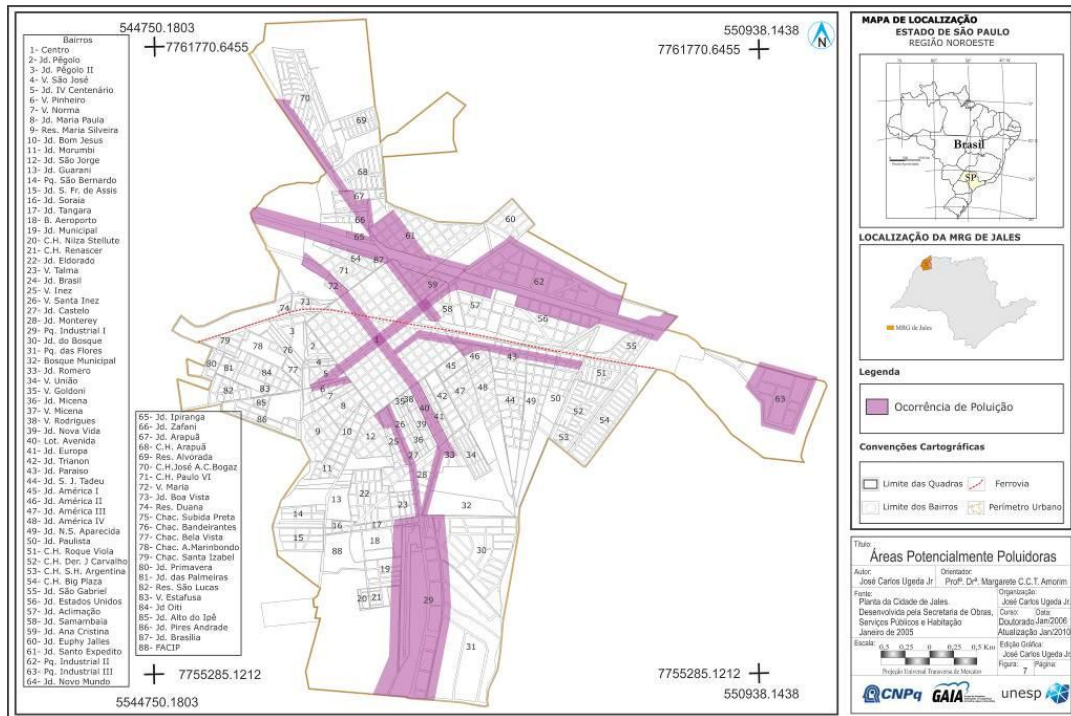 544750.1803
7761770.6455
550938.1438
7761770.6455
N
Bairros
1- Centro
2- Jd. Pêgolo
3- Jd. Pêgolo II
4- V. São José
5- Jd. IV Centenário
6- V. Pinheiro
7- V. Norma
8- Jd. Maria Paula
9- Res. Maria Silveira
10- Jd. Bom Jesus
11- Jd. Morumbi
12- Jd. São Jorge
13- Jd. Guarani
14- Pq. São Bernardo
15- Jd. S. Fr. de Assis
16- Jd. Soraia
17- Jd. Tangara
18- B. Aeroporto
19- Jd. Municipal
20- C.H. Nilza Stellute
21- C.H. Renascer
22- Jd. Eldorado
23- V. Talma
24- Jd. Brasil
25- V. Inez
26- V. Santa Inez
27- Jd. Castelo
28- Jd. Monterey
29- Pq. Industrial I
30- Jd. do Bosque
31- Pq. das Flores
32- Bosque Municipal
33- Jd. Romero
34- V. União
35- V. Goldoni
36- Jd. Micena
37- V. Micena
38- V. Rodrigues
39- Jd. Nova Vida
40- Lot. Avenida
41- Jd. Europa
42- Jd. Trianon
43- Jd. Paraiso
44- Jd. S. J. Tadeu
45- Jd. América I
46- Jd. América II
47- Jd. América III
48- Jd. América IV
49- Jd. N.S. Aparecida
50- Jd. Paulista
51- C.H. Roque Viola
52- C.H. Der. J Carvalho
53- C.H. S.H. Argentina
54- C.H. Big Plaza
55- Jd. São Gabriel
56- Jd. Estados Unidos
57- Jd. Aclimação
58- Jd. Samambaia
59- Jd. Ana Cristina
60- Jd. Euphy Jalles
61- Jd. Santo Expedito
62- Pq. Industrial II
63- Pq. Industrial III
64- Jd. Novo Mundo
65- Jd. Ipiranga
66- Jd. Zafani
67- Jd. Arapuã
68- C.H. Arapuã
69- Res. Alvorada
70- C.H.José A.C.Bogaz
71- C.H. Paulo VI
72- V. Maria
73- Jd. Boa Vista
74- Res. Duana
75- Chac. Subida Preta
76- Chac. Bandeirantes
77- Chac. Bela Vista
78- Chac. A.Marinbondo
79- Chac. Santa Izabel
80- Jd. Primavera
81- Jd. das Palmeiras
82- Res. São Lucas
83- V. Estafusa
84- Jd Oiti
85- Jd. Alto do Ipê
86- Jd. Pires Andrade
87- Jd. Brasília
88- FACIP
7755285.1212
5544750.1803
7755285.1212
550938.1438
MAPA DE LOCALIZAÇÃO
ESTADO DE SÃO PAULO
REGIÃO NOROESTE
Brasil
SP
LOCALIZAÇÃO DA MRG DE JALES
MRG de Jales
Legenda
Ocorrência de Poluição
Convenções Cartográficas
Limite das Quadras
Ferrovia
Limite dos Bairros
Perímetro Urbano
Título:
Áreas Potencialmente Poluidoras
Autor:
José Carlos Ugeda Jr
Orientador:
Profª. Drª. Margarete C.C.T. Amorim
Fonte:
Planta da Cidade de Jales.
Desenvolvida pela Secretaria de Obras,
Serviços Públicos e Habitação
Janeiro de 2005
Organização:
José Carlos Ugeda Jr.
Curso:
Doutorado
Data:
Jan/2006
Atualização Jan/2010
Escala:
0,5 0 0 0,25 0,5 Km
Projeção Universal Transversa de Mercator
Edição Gráfica:
José Carlos Ugeda Jr.
Figura:
7
Página:
CNPq
GAIA
unesp